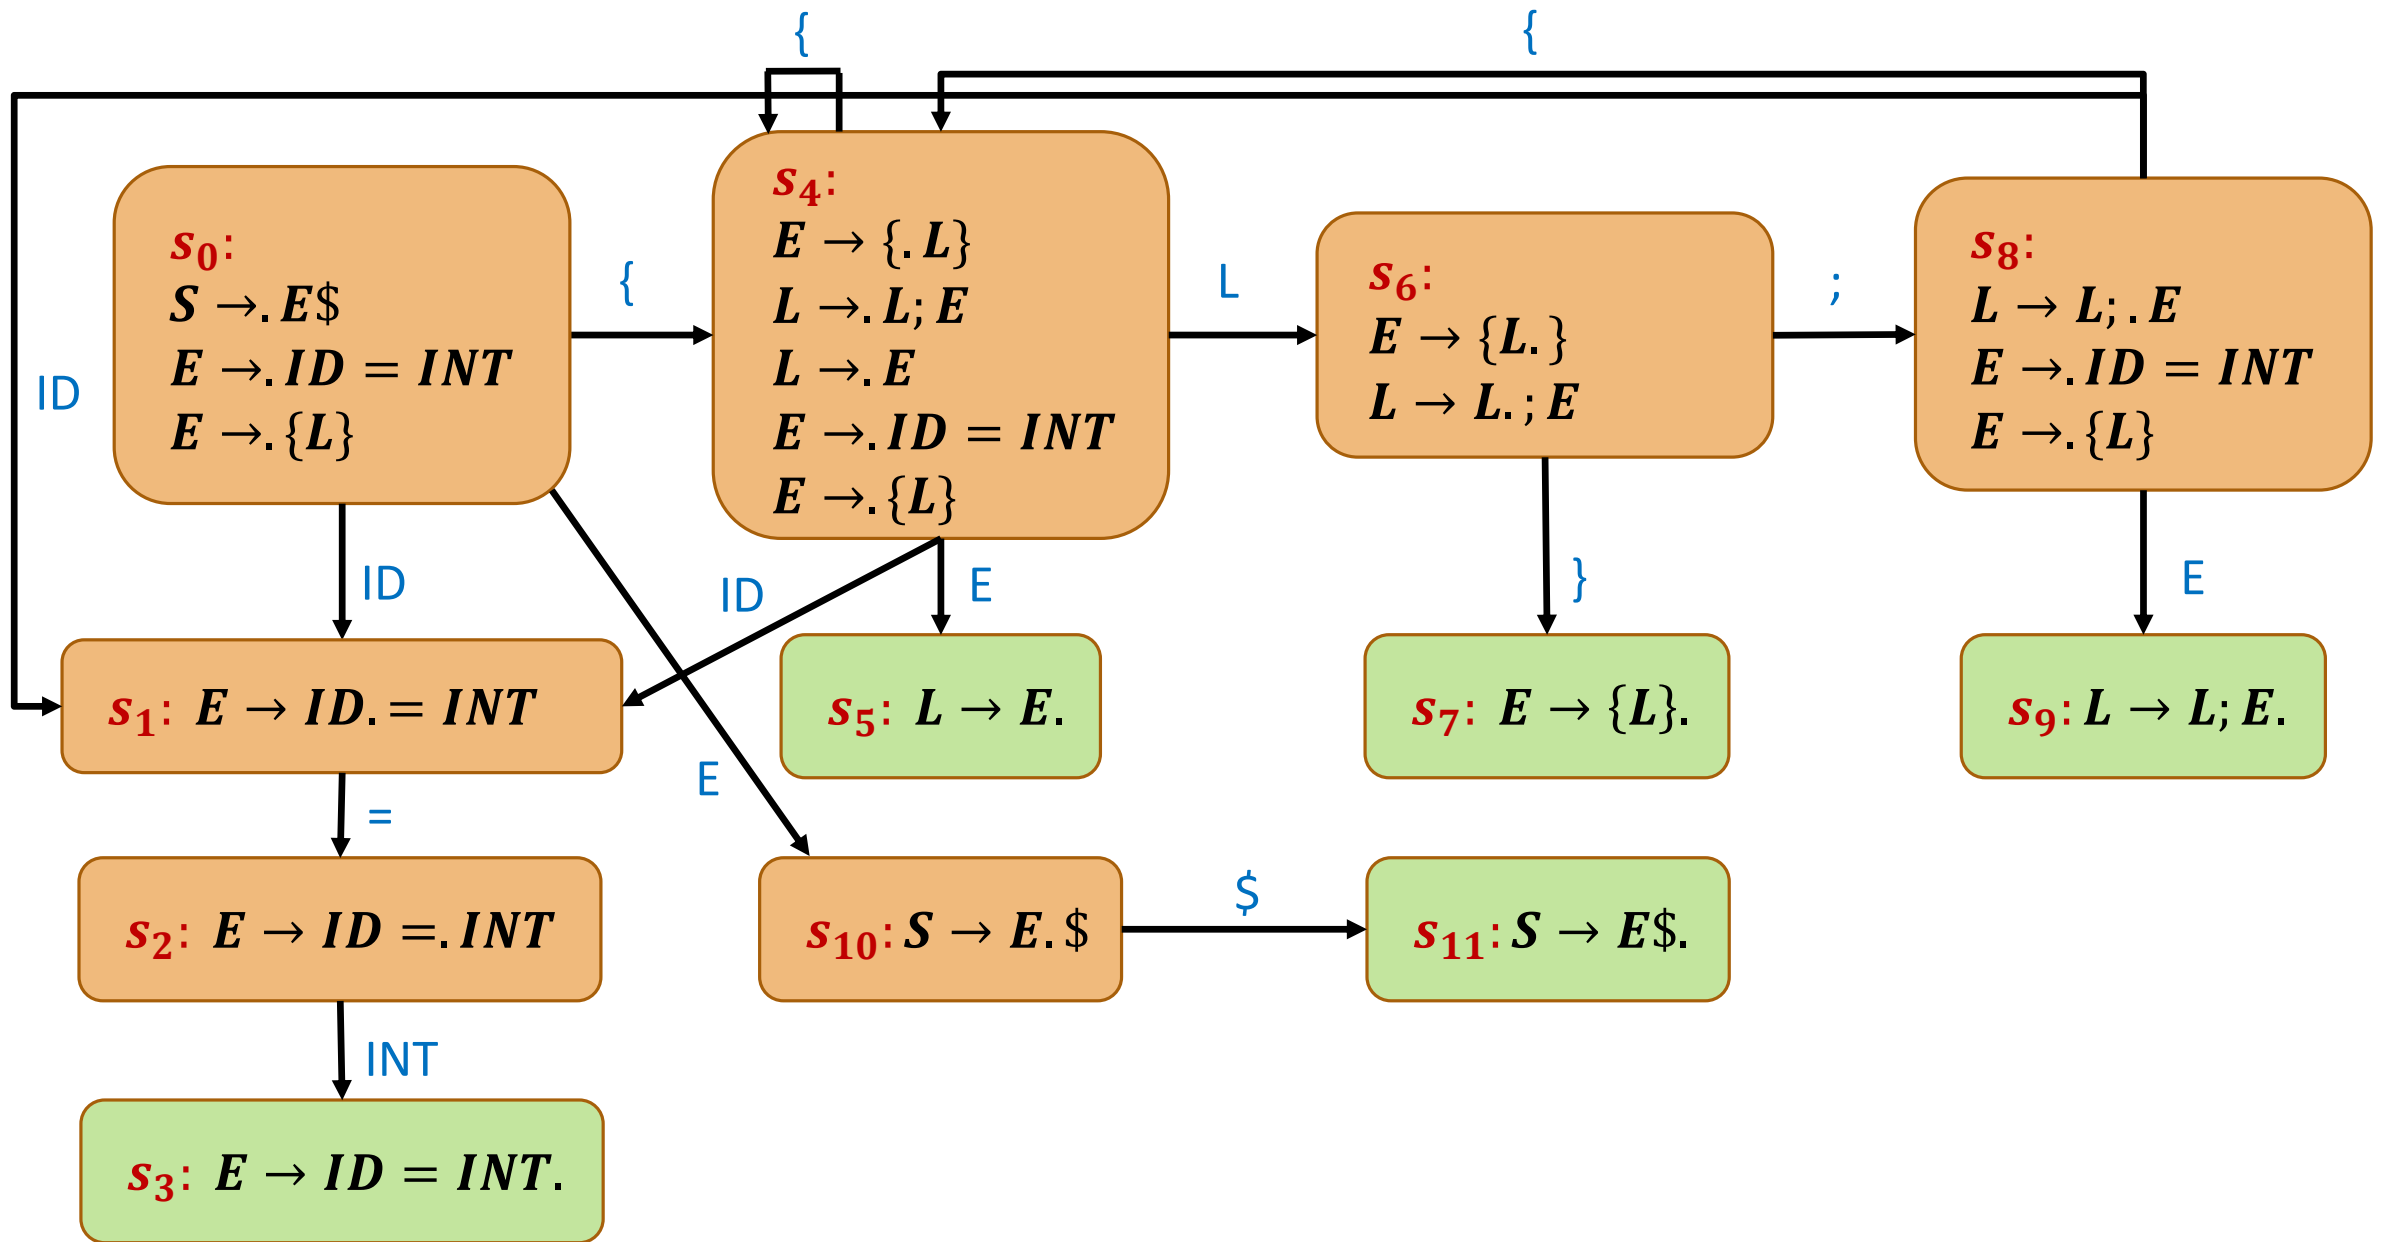 {
{
s₀:
S →. E$
E →. ID = INT
E →. {L}
{
s₄:
E → {. L}
L →. L; E
L →. E
E →. ID = INT
E →. {L}
L
s₆:
E → {L. }
L → L. ; E
;
s₈:
L → L; . E
E →. ID = INT
E →. {L}
ID
ID
ID
E
}
E
s₁: E → ID. = INT
s₅: L → E.
s₇: E → {L}.
s₉: L → L; E.
=
E
s₂: E → ID =. INT
s₁₀: S → E. $
$
s₁₁: S → E$.
INT
s₃: E → ID = INT.